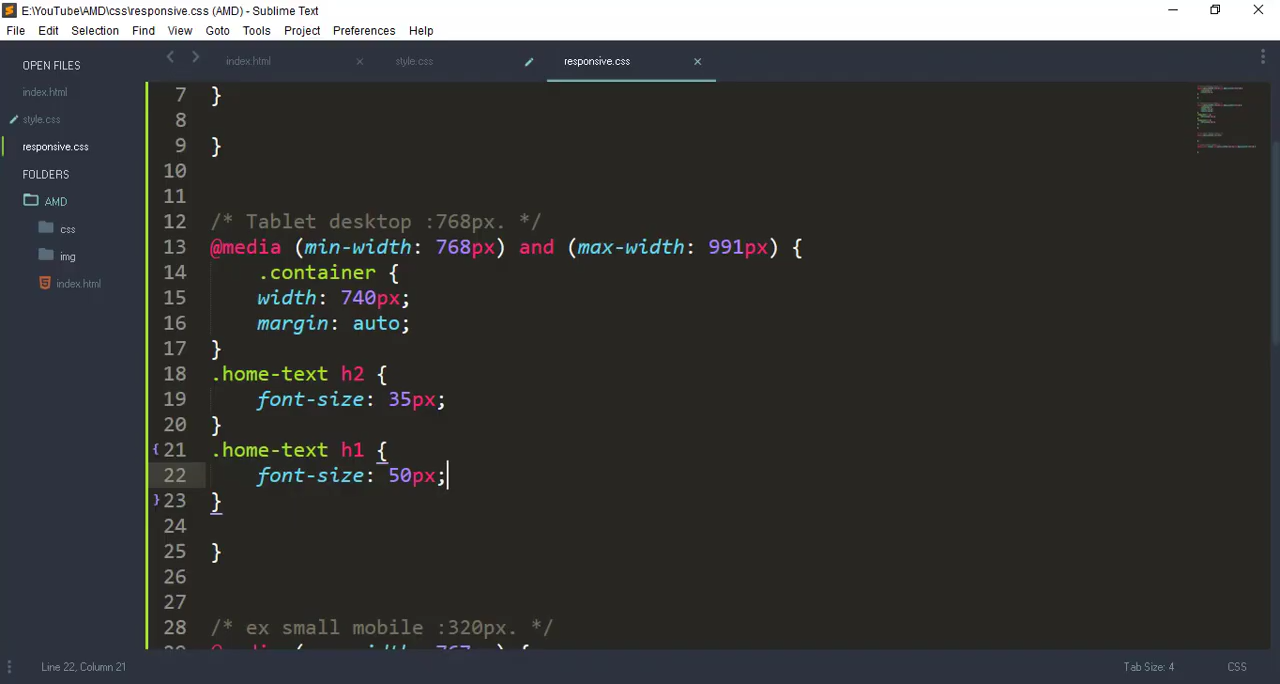 E:\YouTube\AMD\css\responsive.css (AMD) - Sublime Text
File Edit Selection Find View Goto Tools Project Preferences Help
OPEN FILES
index.html
style.css
responsive.css
FOLDERS
AMD
css
img
index.html
index.html style.css responsive.css
7 }
8
9 }
10
11
12 /* Tablet desktop :768px. */
13 @media (min-width: 768px) and (max-width: 991px) {
14 .container {
15 width: 740px;
16 margin: auto;
17 }
18 .home-text h2 {
19 font-size: 35px;
20 }
21 .home-text h1 {
22 font-size: 50px;
23 }
24
25 }
26
27
28 /* ex small mobile :320px. */
Line 22, Column 21
Tab Size: 4 CSS